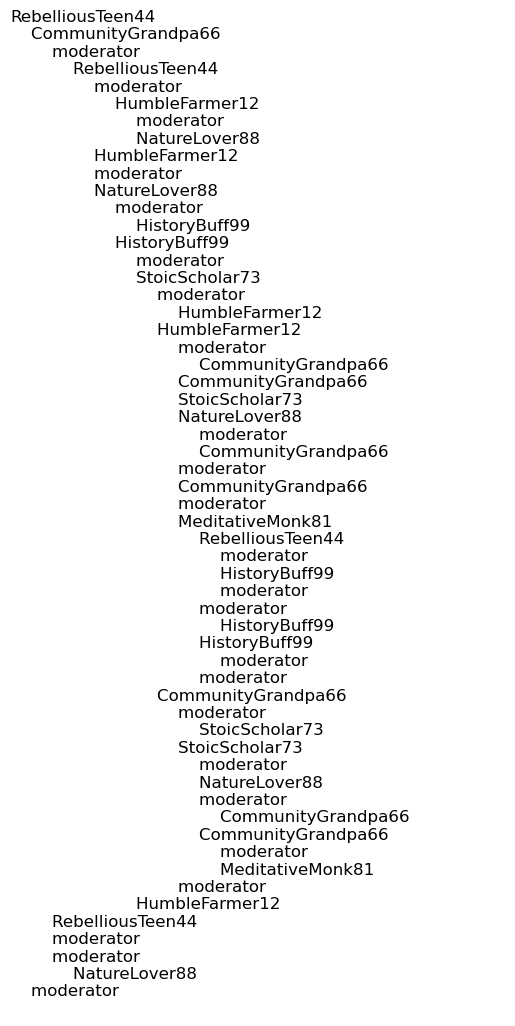 RebelliousTeen44
CommunityGrandpa66
moderator
RebelliousTeen44
moderator
HumbleFarmer12
moderator
NatureLover88
HumbleFarmer12
moderator
NatureLover88
moderator
HistoryBuff99
HistoryBuff99
moderator
StoicScholar73
moderator
HumbleFarmer12
HumbleFarmer12
moderator
CommunityGrandpa66
CommunityGrandpa66
StoicScholar73
NatureLover88
moderator
CommunityGrandpa66
moderator
CommunityGrandpa66
moderator
MeditativeMonk81
RebelliousTeen44
moderator
HistoryBuff99
moderator
moderator
HistoryBuff99
HistoryBuff99
moderator
moderator
CommunityGrandpa66
moderator
StoicScholar73
StoicScholar73
moderator
NatureLover88
moderator
CommunityGrandpa66
CommunityGrandpa66
moderator
MeditativeMonk81
moderator
HumbleFarmer12
RebelliousTeen44
moderator
moderator
NatureLover88
moderator